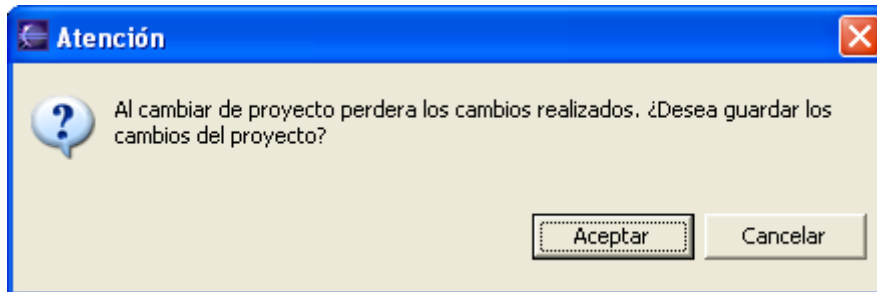 Atención
Al cambiar de proyecto perdera los cambios realizados. ¿Desea guardar los
cambios del proyecto?
Aceptar Cancelar